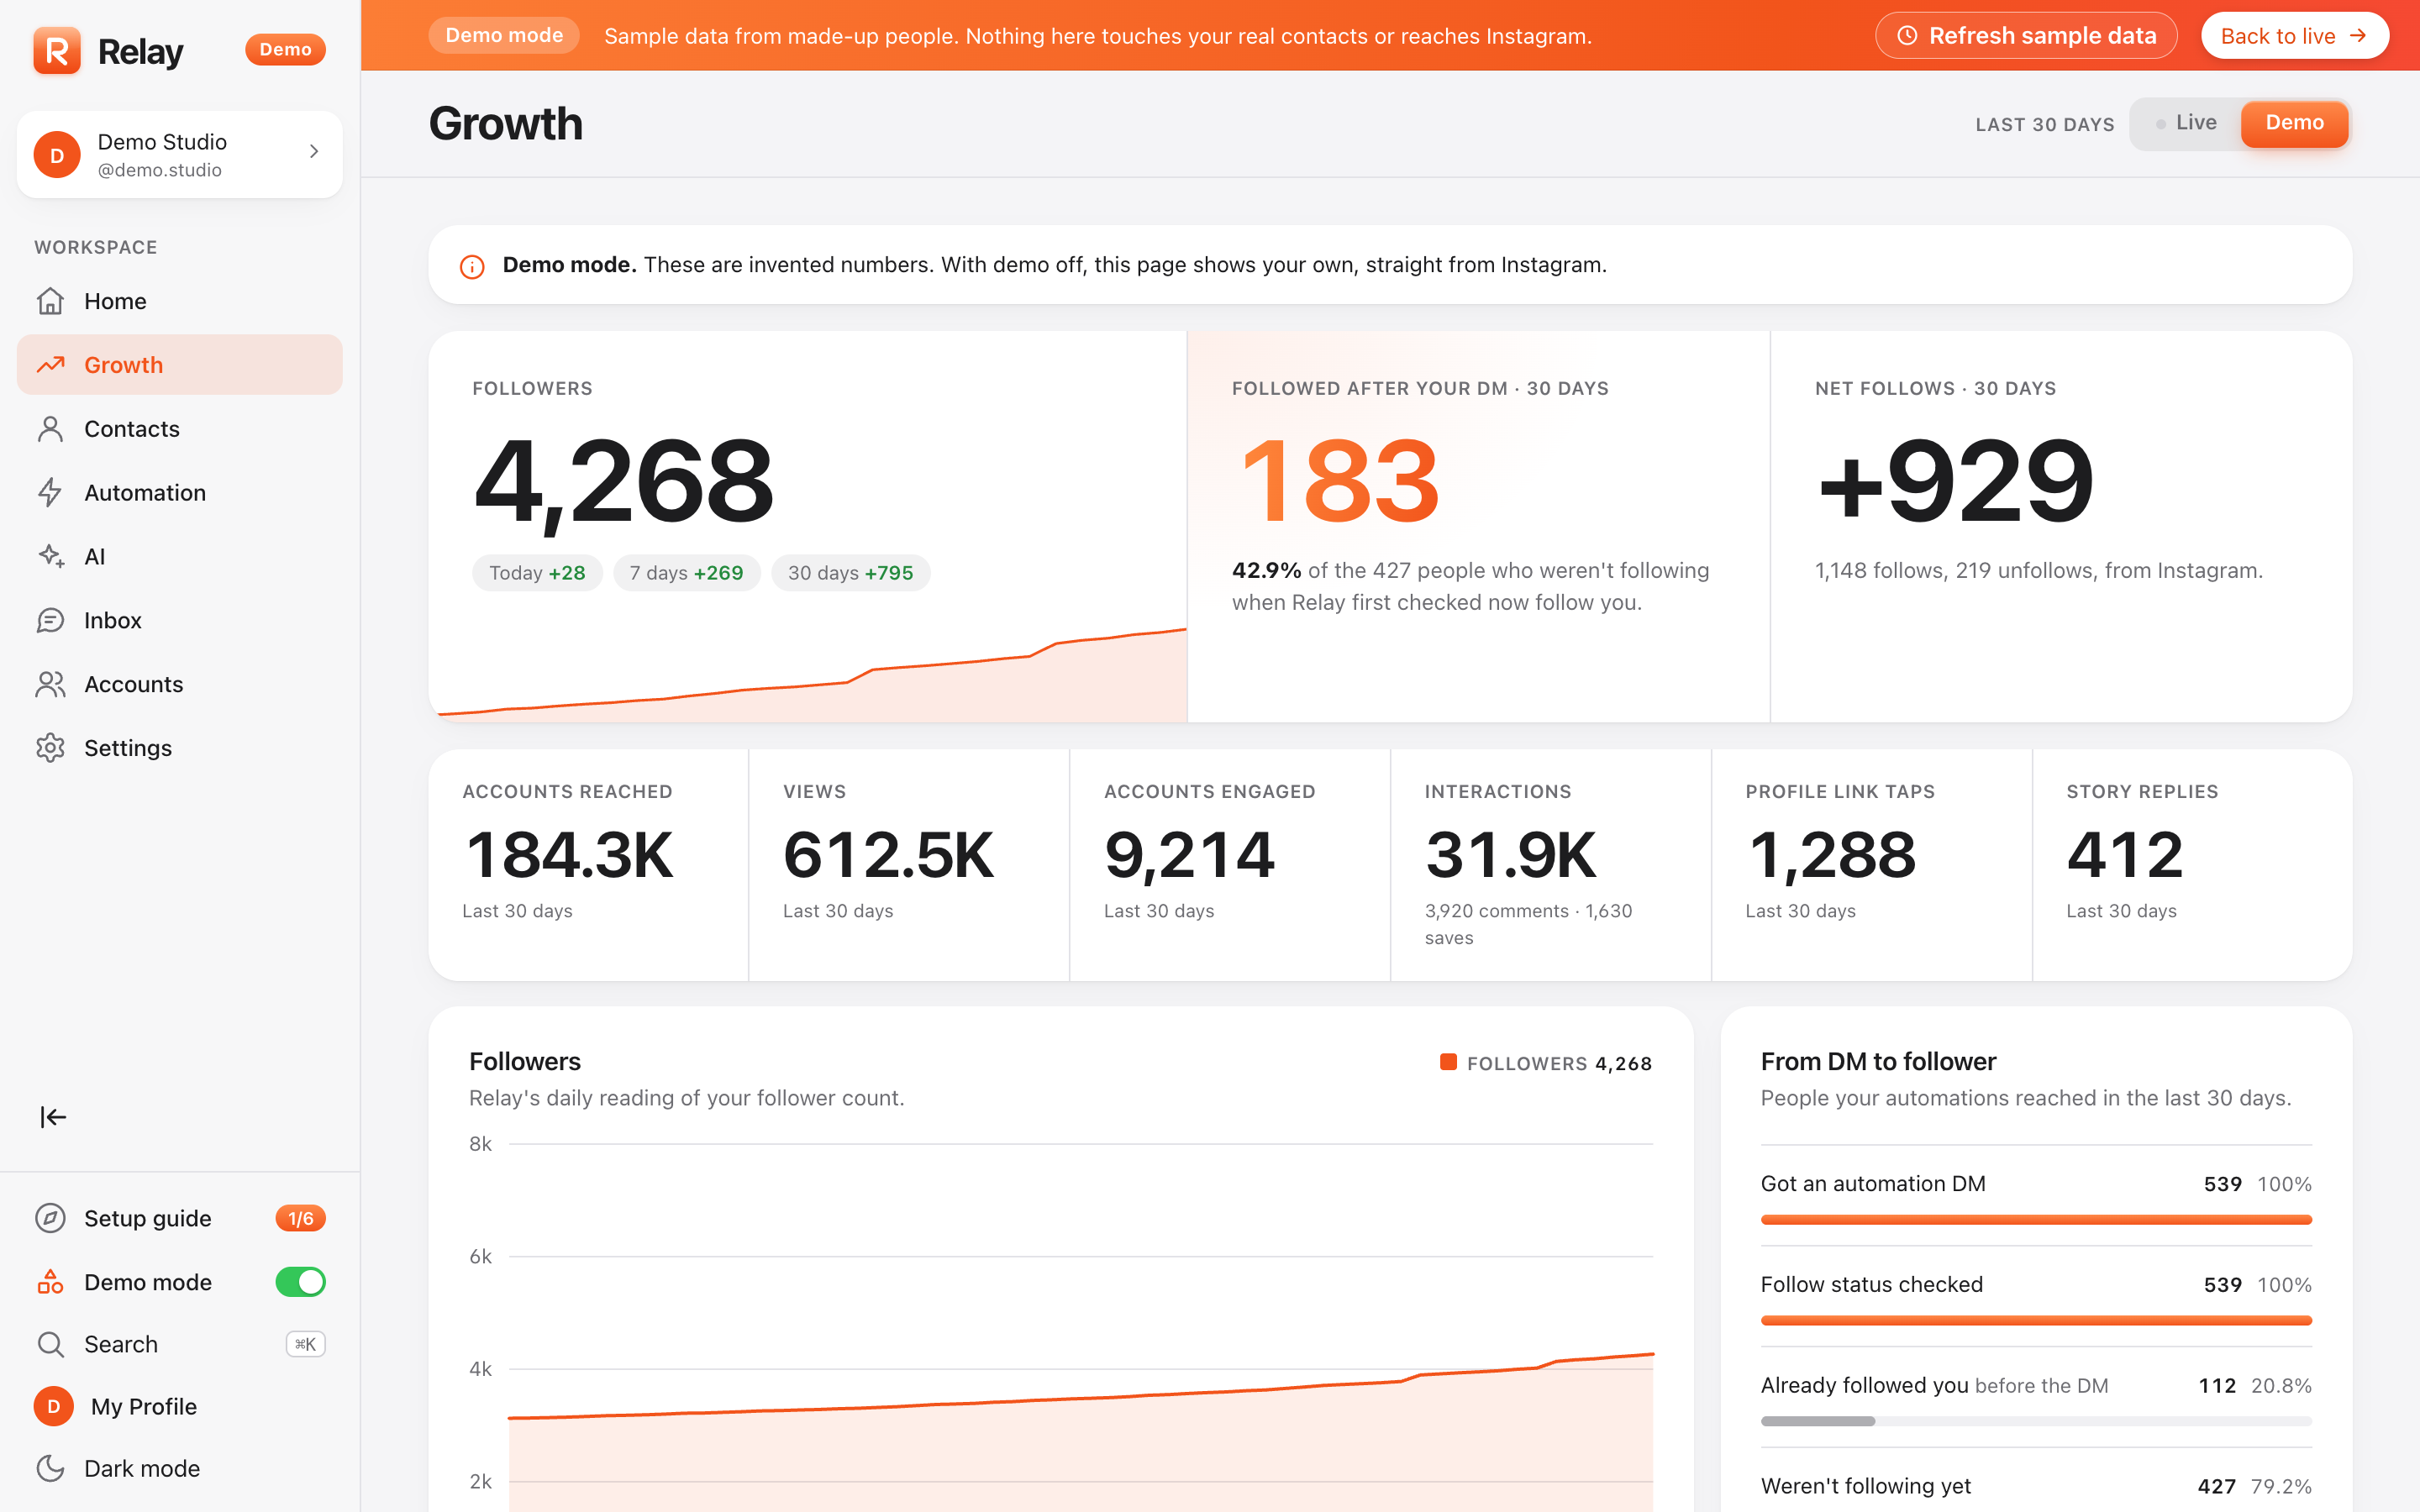 Relay
Demo
D
Demo Studio
@demo.studio
WORKSPACE
Home
Growth
Contacts
Automation
AI
Inbox
Accounts
Settings
Setup guide
1/6
Demo mode
Search
⌘K
D
My Profile
Dark mode
Demo mode
Sample data from made-up people. Nothing here touches your real contacts or reaches Instagram.
Refresh sample data
Back to live →
Growth
LAST 30 DAYS
Live
Demo
Demo mode. These are invented numbers. With demo off, this page shows your own, straight from Instagram.
FOLLOWERS
4,268
Today +28
7 days +269
30 days +795
FOLLOWED AFTER YOUR DM · 30 DAYS
183
42.9% of the 427 people who weren't following
when Relay first checked now follow you.
NET FOLLOWS · 30 DAYS
+929
1,148 follows, 219 unfollows, from Instagram.
ACCOUNTS REACHED
184.3K
Last 30 days
VIEWS
612.5K
Last 30 days
ACCOUNTS ENGAGED
9,214
Last 30 days
INTERACTIONS
31.9K
3,920 comments · 1,630
saves
PROFILE LINK TAPS
1,288
Last 30 days
STORY REPLIES
412
Last 30 days
Followers
Relay's daily reading of your follower count.
FOLLOWERS 4,268
8k
6k
4k
2k
From DM to follower
People your automations reached in the last 30 days.
Got an automation DM 539 100%
Follow status checked 539 100%
Already followed you before the DM 112 20.8%
Weren't following yet 427 79.2%